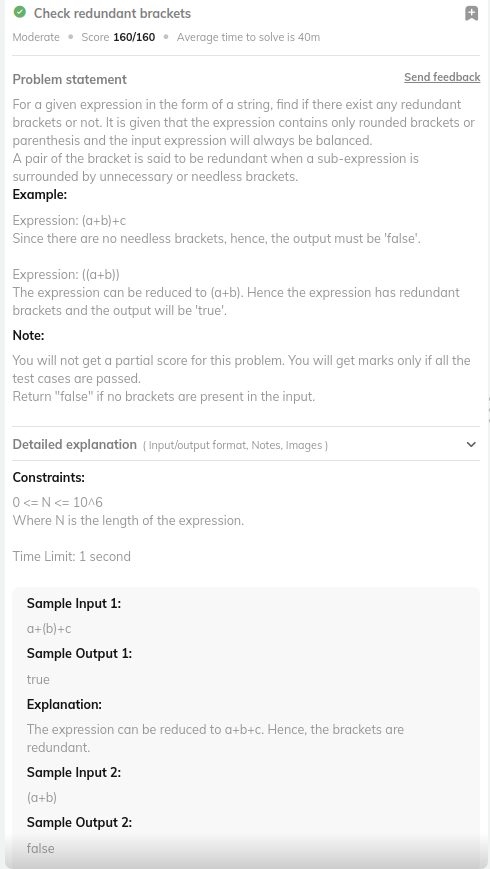 Check redundant brackets
Moderate • Score 160/160 • Average time to solve is 40m
Problem statement
Send feedback
For a given expression in the form of a string, find if there exist any redundant
brackets or not. It is given that the expression contains only rounded brackets or
parenthesis and the input expression will always be balanced.
A pair of the bracket is said to be redundant when a sub-expression is
surrounded by unnecessary or needless brackets.
Example:
Expression: (a+b)+c
Since there are no needless brackets, hence, the output must be 'false'.
Expression: ((a+b))
The expression can be reduced to (a+b). Hence the expression has redundant
brackets and the output will be 'true'.
Note:
You will not get a partial score for this problem. You will get marks only if all the
test cases are passed.
Return "false" if no brackets are present in the input.
Detailed explanation ( Input/output format, Notes, Images )
Constraints:
0 <= N <= 10^6
Where N is the length of the expression.
Time Limit: 1 second
Sample Input 1:
a+(b)+c
Sample Output 1:
true
Explanation:
The expression can be reduced to a+b+c. Hence, the brackets are
redundant.
Sample Input 2:
(a+b)
Sample Output 2:
false